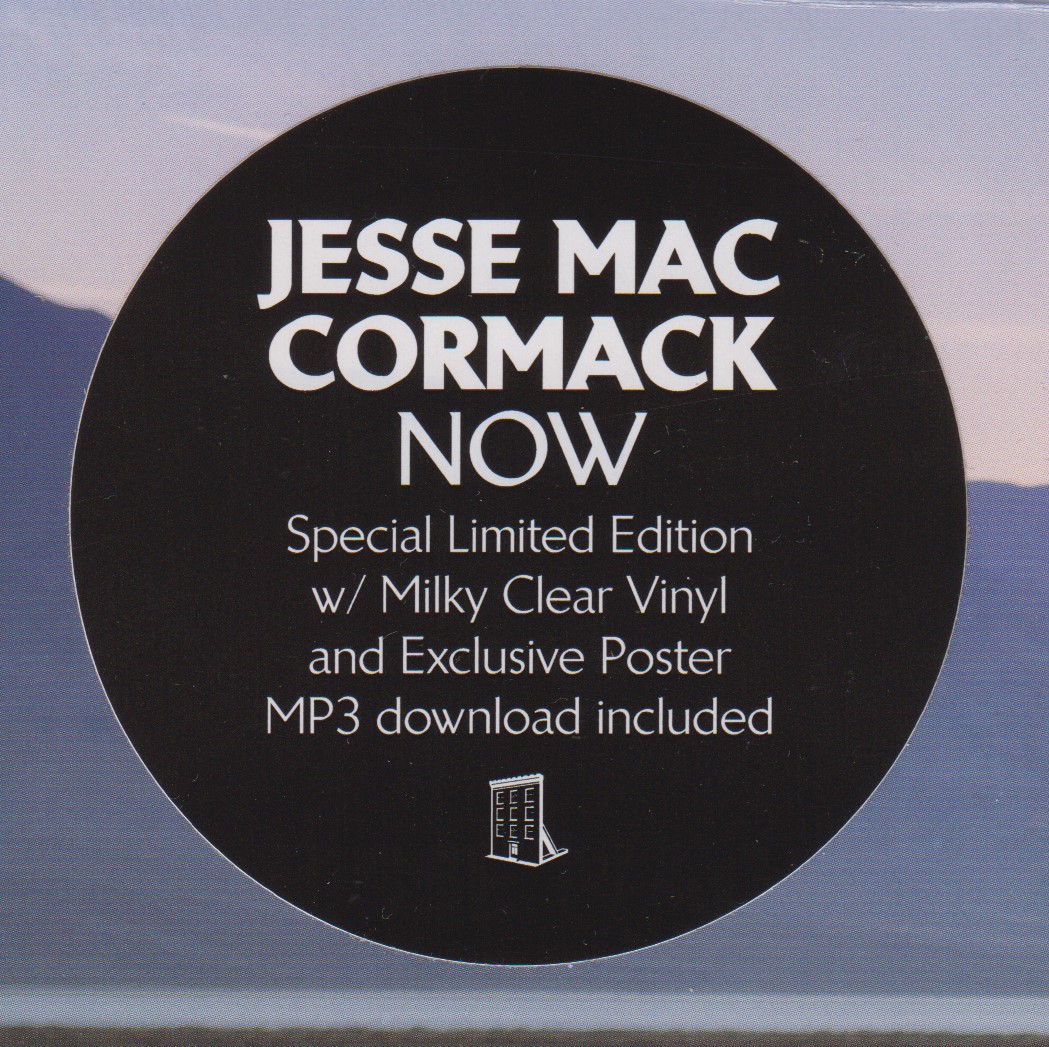 JESSE MAC
CORMACK
NOW
Special Limited Edition
w/ Milky Clear Vinyl
and Exclusive Poster
MP3 download included